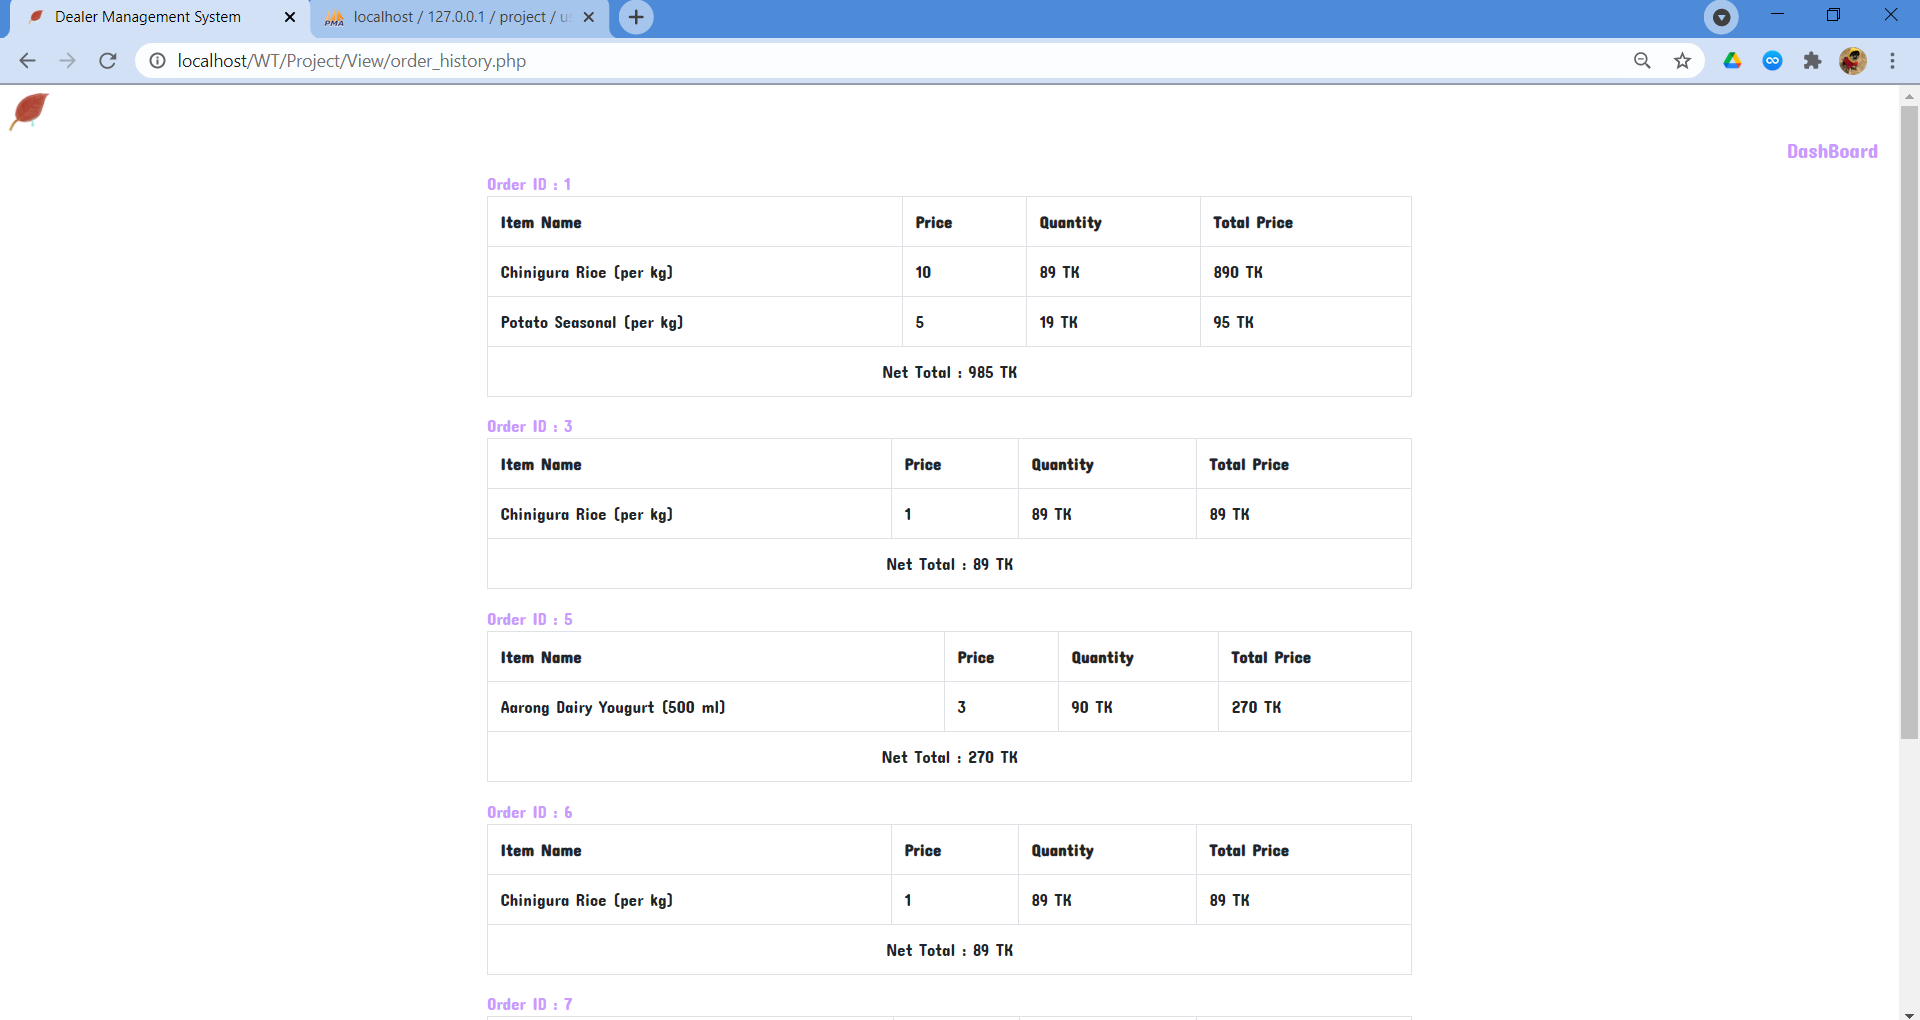 Dealer Management System
localhost / 127.0.0.1 / project / us
localhost/WT/Project/View/order_history.php
DashBoard
Order ID : 1
Item Name Price Quantity Total Price
Chinigura Rice (per kg) 10 89 TK 890 TK
Potato Seasonal (per kg) 5 19 TK 95 TK
Net Total : 985 TK
Order ID : 3
Item Name Price Quantity Total Price
Chinigura Rice (per kg) 1 89 TK 89 TK
Net Total : 89 TK
Order ID : 5
Item Name Price Quantity Total Price
Aarong Dairy Yougurt (500 ml) 3 90 TK 270 TK
Net Total : 270 TK
Order ID : 6
Item Name Price Quantity Total Price
Chinigura Rice (per kg) 1 89 TK 89 TK
Net Total : 89 TK
Order ID : 7